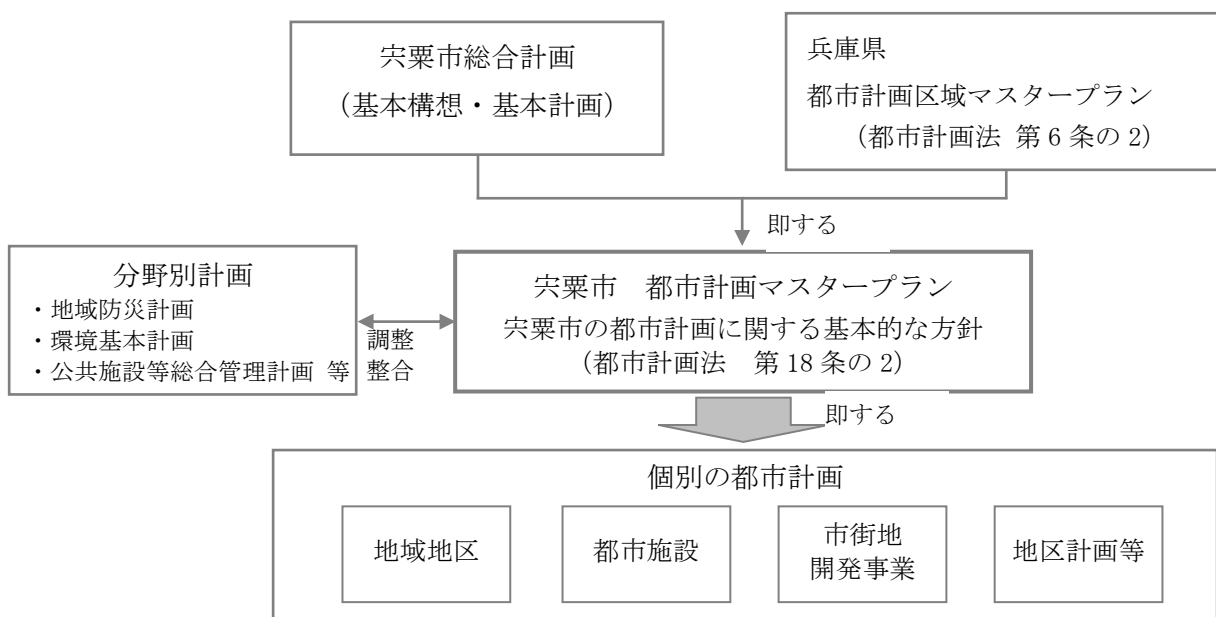 宍粟市総合計画
（基本構想・基本計画）
兵庫県
都市計画区域マスタープラン
（都市計画法 第6条の2）
即する
分野別計画
・地域防災計画
・環境基本計画
・公共施設等総合管理計画 等
調整
整合
宍粟市　都市計画マスタープラン
宍粟市の都市計画に関する基本的な方針
（都市計画法　第18条の2）
即する
個別の都市計画
地域地区
都市施設
市街地
開発事業
地区計画等